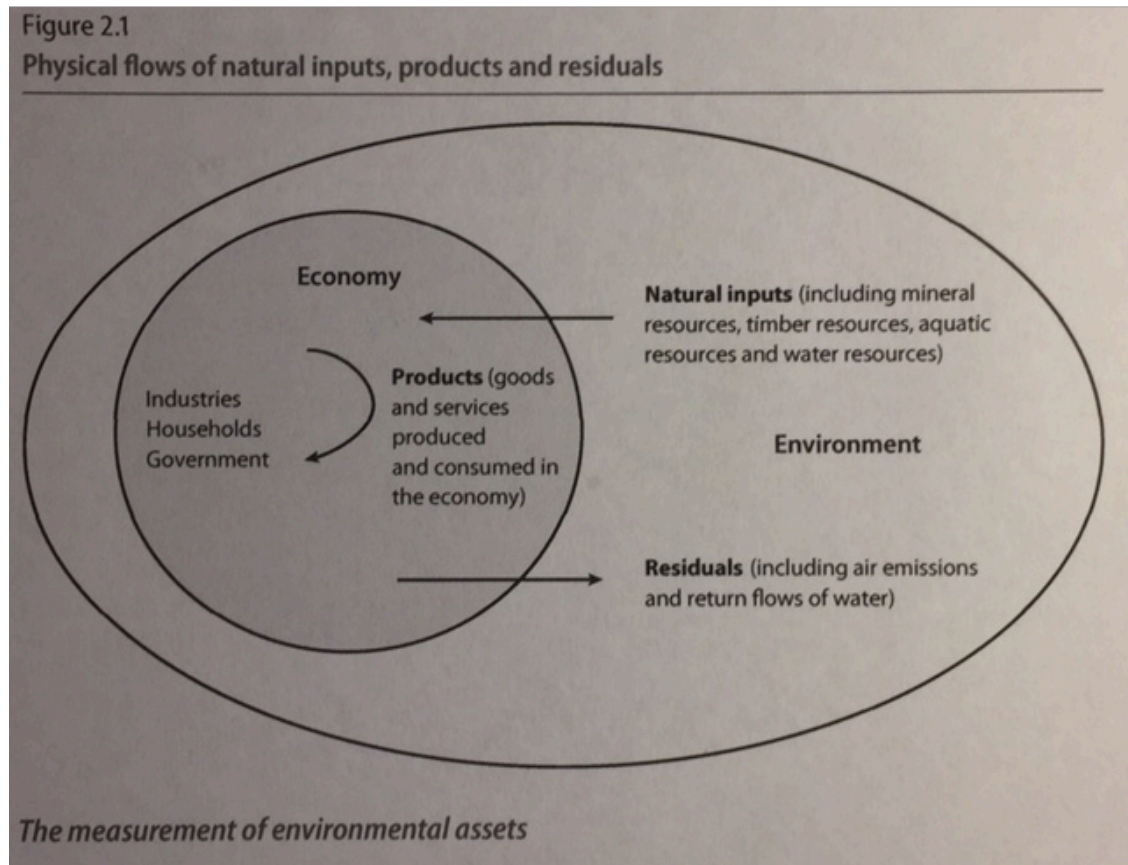 Figure 2.1
Physical flows of natural inputs, products and residuals
Economy
Natural inputs (including mineral
resources, timber resources, aquatic
resources and water resources)
Industries
Households
Government
Products (goods
and services
produced
and consumed in
the economy)
Environment
Residuals (including air emissions
and return flows of water)
The measurement of environmental assets